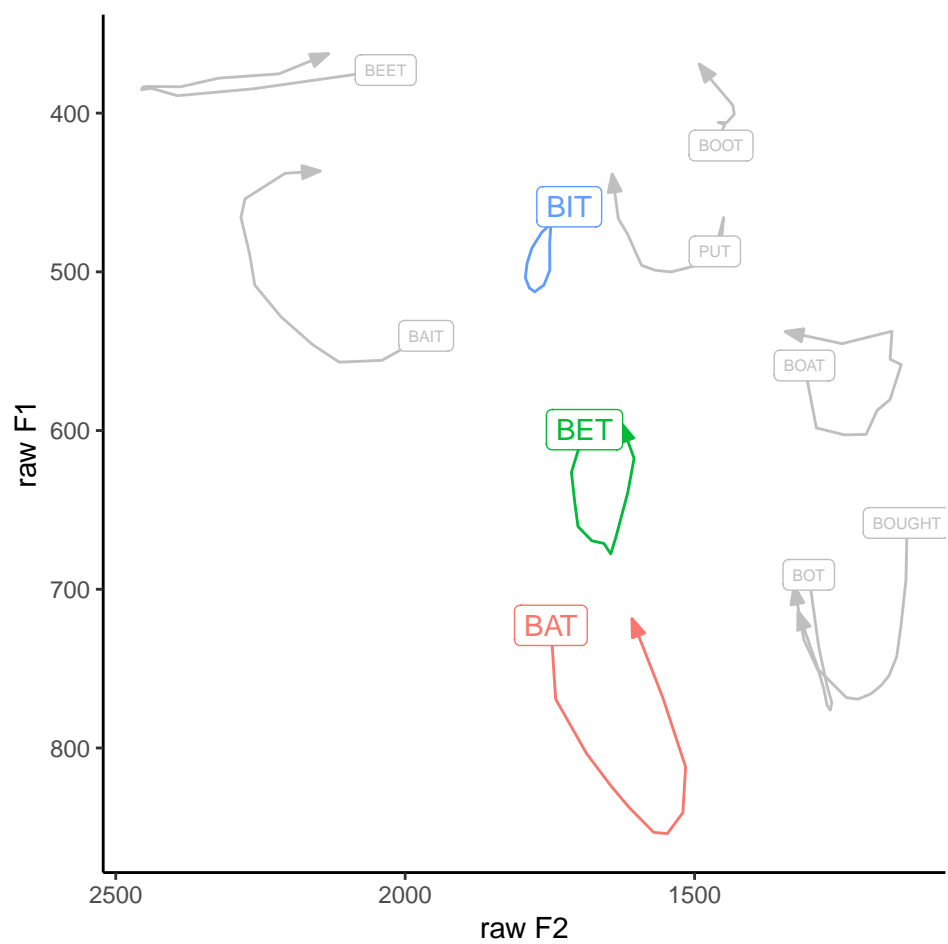 BEET
400
BOOT
BIT
PUT
500
BAIT
BOAT
600
BET
BOUGHT
BOT
700
BAT
800
raw F1
2500
2000
1500
raw F2